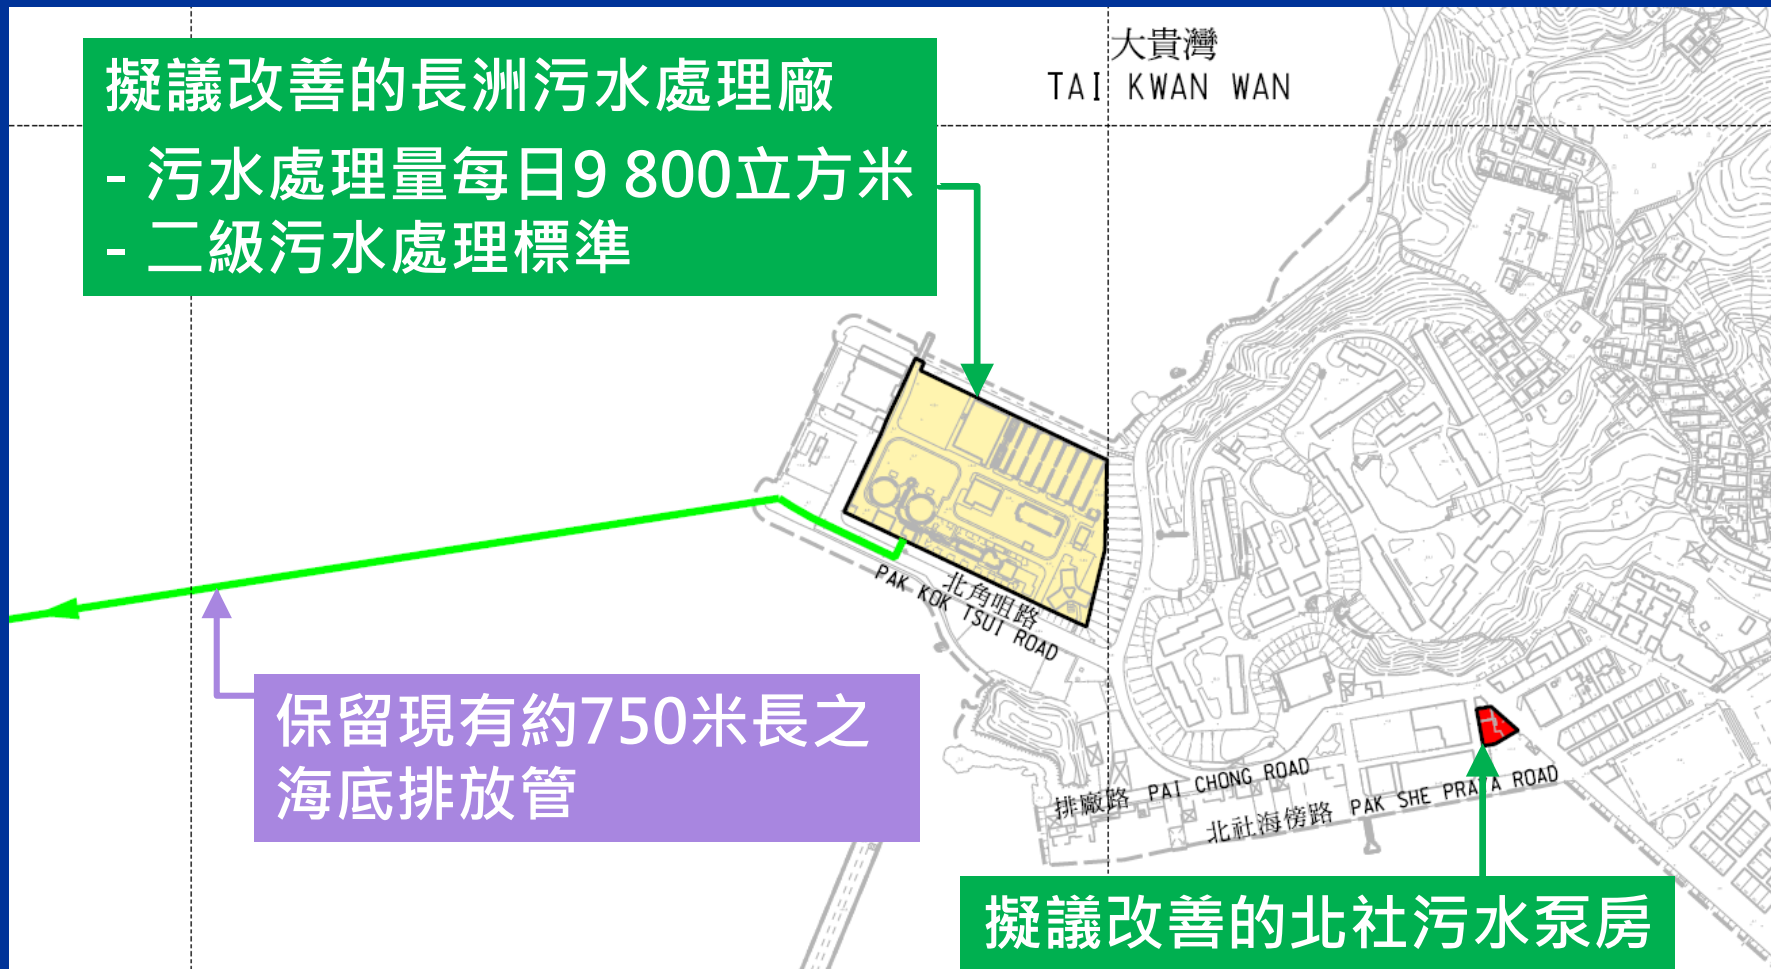 大貴灣
TAI KWAN WAN
擬議改善的長洲污水處理廠
- 污水處理量每日9 800立方米
- 二級污水處理標準
北角咀路
PAK KOK TSUI ROAD
保留現有約750米長之
海底排放管
排廠路 PAI CHONG ROAD
北社海傍路 PAK SHE PRAYA ROAD
擬議改善的北社污水泵房